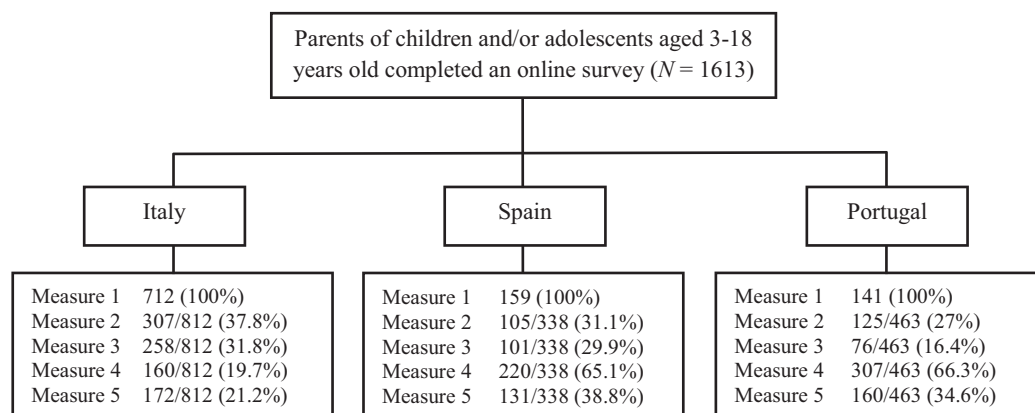 Parents of children and/or adolescents aged 3-18
years old completed an online survey (N = 1613)
Italy
Spain
Portugal
Measure 1 712 (100%)
Measure 2 307/812 (37.8%)
Measure 3 258/812 (31.8%)
Measure 4 160/812 (19.7%)
Measure 5 172/812 (21.2%)
Measure 1 159 (100%)
Measure 2 105/338 (31.1%)
Measure 3 101/338 (29.9%)
Measure 4 220/338 (65.1%)
Measure 5 131/338 (38.8%)
Measure 1 141 (100%)
Measure 2 125/463 (27%)
Measure 3 76/463 (16.4%)
Measure 4 307/463 (66.3%)
Measure 5 160/463 (34.6%)